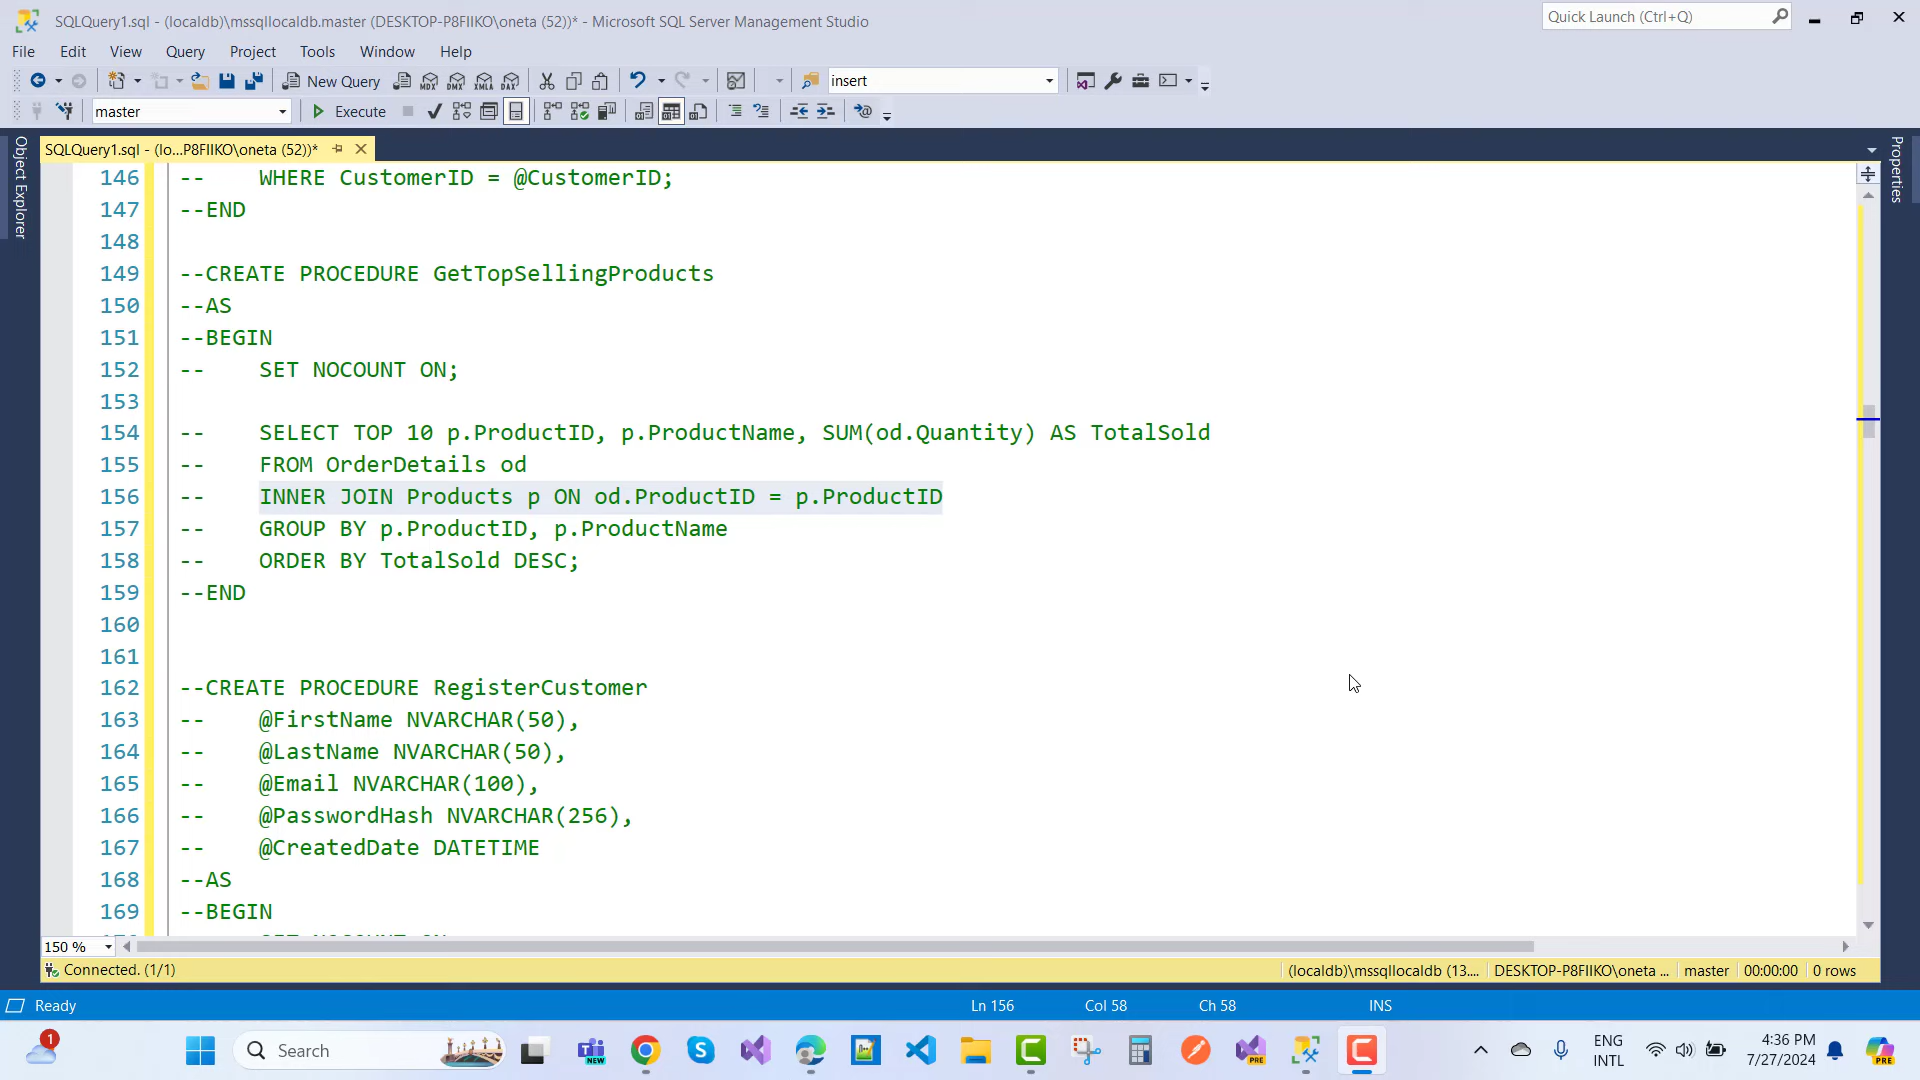 SQLQuery1.sql - (localdb)\mssqllocaldb.master (DESKTOP-P8FIIKO\oneta (52))* - Microsoft SQL Server Management Studio
Quick Launch (Ctrl+Q)
File Edit View Query Project Tools Window Help
New Query MDX DMX XMLA DAX insert
master Execute
SQLQuery1.sql - (lo...P8FIIKO\oneta (52))*
Object Explorer
Properties
146 -- WHERE CustomerID = @CustomerID;
147 --END
148
149 --CREATE PROCEDURE GetTopSellingProducts
150 --AS
151 --BEGIN
152 -- SET NOCOUNT ON;
153
154 -- SELECT TOP 10 p.ProductID, p.ProductName, SUM(od.Quantity) AS TotalSold
155 -- FROM OrderDetails od
156 -- INNER JOIN Products p ON od.ProductID = p.ProductID
157 -- GROUP BY p.ProductID, p.ProductName
158 -- ORDER BY TotalSold DESC;
159 --END
160
161
162 --CREATE PROCEDURE RegisterCustomer
163 -- @FirstName NVARCHAR(50),
164 -- @LastName NVARCHAR(50),
165 -- @Email NVARCHAR(100),
166 -- @PasswordHash NVARCHAR(256),
167 -- @CreatedDate DATETIME
168 --AS
169 --BEGIN
150 %
Connected. (1/1) (localdb)\mssqllocaldb (13.... DESKTOP-P8FIIKO\oneta ... master 00:00:00 0 rows
Ready Ln 156 Col 58 Ch 58 INS
1 Search NEW PRE ENG 4:36 PM PRE
INTL 7/27/2024